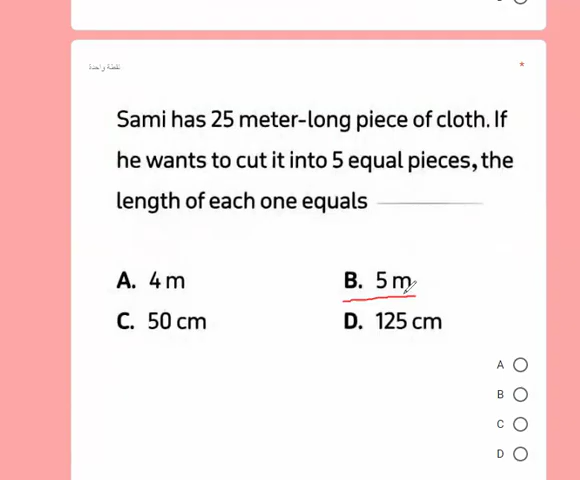 نقطة واحدة
*
Sami has 25 meter-long piece of cloth. If
he wants to cut it into 5 equal pieces, the
length of each one equals
A. 4 m
B. 5 m
C. 50 cm
D. 125 cm
A
B
C
D